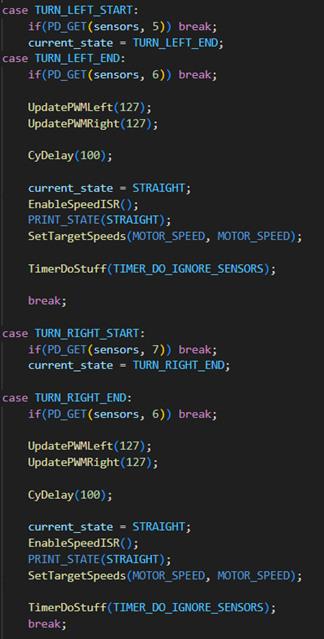 case TURN_LEFT_START:
if(PD_GET(sensors, 5)) break;
current_state = TURN_LEFT_END;
case TURN_LEFT_END:
if(PD_GET(sensors, 6)) break;
UpdatePWMLeft(127);
UpdatePWMRight(127);
CyDelay(100);
current_state = STRAIGHT;
EnableSpeedISR();
PRINT_STATE(STRAIGHT);
SetTargetSpeeds(MOTOR_SPEED, MOTOR_SPEED);
TimerDoStuff(TIMER_DO_IGNORE_SENSORS);
break;
case TURN_RIGHT_START:
if(PD_GET(sensors, 7)) break;
current_state = TURN_RIGHT_END;
case TURN_RIGHT_END:
if(PD_GET(sensors, 6)) break;
UpdatePWMLeft(127);
UpdatePWMRight(127);
CyDelay(100);
current_state = STRAIGHT;
EnableSpeedISR();
PRINT_STATE(STRAIGHT);
SetTargetSpeeds(MOTOR_SPEED, MOTOR_SPEED);
TimerDoStuff(TIMER_DO_IGNORE_SENSORS);
break;